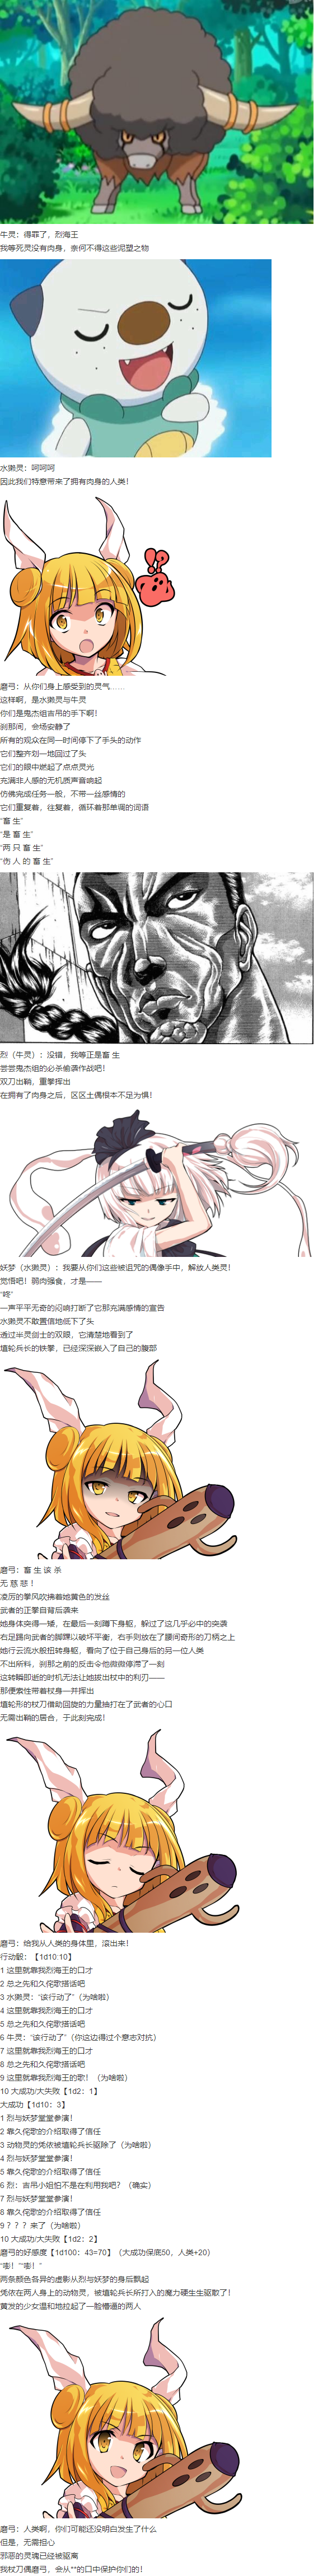 牛灵：得罪了，烈海王
我等死灵没有肉身，奈何不得这些泥塑之物
水獭灵：呵呵呵
因此我们特意带来了拥有肉身的人类！
磨弓：从你们身上感受到的灵气……
这样啊，是水獭灵与牛灵
你们是鬼杰组吉吊的手下啊！
刹那间，会场安静了
所有的观众在同一时间停下了手头的动作
它们整齐划一地回过了头
它们的眼中燃起了点点灵光
充满非人感的无机质声音响起
仿佛完成任务一般，不带一丝感情的
它们重复着，往复着，循环着那单调的词语
“畜 生”
“是 畜 生”
“两 只 畜 生”
“伤 人 的 畜 生”
烈（牛灵）：没错，我等正是畜 生
尝尝鬼杰组的必杀偷袭作战吧！
双刀出鞘，重拳挥出
在拥有了肉身之后，区区土偶根本不足为惧！
妖梦（水獭灵）：我要从你们这些被诅咒的偶像手中，解放人类灵！
觉悟吧！弱肉强食，才是——
“咚”
一声平平无奇的闷响打断了它那充满感情的宣告
水獭灵不敢置信地低下了头
透过半灵剑士的双眼，它清楚地看到了
埴轮兵长的铁拳，已经深深嵌入了自己的腹部
磨弓：畜 生 该 杀
无 慈 悲！
凌厉的拳风吹拂着她黄色的发丝
武者的正拳自背后袭来
她身体突得一矮，在最后一刻蹲下身躯，躲过了这几乎必中的突袭
右足踢向武者的脚踝以破坏平衡，右手则放在了腰间奇形的刀柄之上
她行云流水般扭转身躯，看向了位于自己身后的另一位人类
不出所料，刹那之前的反击令他微微停滞了一刻
这转瞬即逝的时机无法让她拔出杖中的利刃——
那便索性带着杖身一并挥出
埴轮形的杖刀借助回旋的力量抽打在了武者的心口
无需出鞘的居合，于此刻完成！
磨弓：给我从人类的身体里，滚出来！
行动骰：【1d10:10】
1 这里就靠我烈海王的口才
2 总之先和久侘歌搭话吧
3 水獭灵：“该行动了”（为啥啦）
4 这里就靠我烈海王的口才
5 总之先和久侘歌搭话吧
6 牛灵：“该行动了”（你这边得过个意志对抗）
7 这里就靠我烈海王的口才
8 总之先和久侘歌搭话吧
9 这里就靠我烈海王的歌！（为啥啦）
10 大成功/大失败【1d2：1】
大成功【1d10：3】
1 烈与妖梦堂堂参演！
2 靠久侘歌的介绍取得了信任
3 动物灵的凭依被埴轮兵长驱除了（为啥啦）
4 烈与妖梦堂堂参演！
5 靠久侘歌的介绍取得了信任
6 烈：吉吊小姐怕不是在利用我吧？（确实）
7 烈与妖梦堂堂参演！
8 靠久侘歌的介绍取得了信任
9 ？？？来了（为啥啦）
10 大成功/大失败【1d2：2】
磨弓的好感度【1d100：43=70】（大成功保底50，人类+20）
“嘭！”“嘭！”
两条颜色各异的虚影从烈与妖梦的身后飘起
凭依在两人身上的动物灵，被埴轮兵长所打入的魔力硬生生驱散了！
黄发的少女温和地拉起了一脸懵逼的两人
磨弓：人类啊，你们可能还没明白发生了什么
但是，无需担心
邪恶的灵魂已经被驱离
我杖刀偶磨弓，会从**的口中保护你们的！